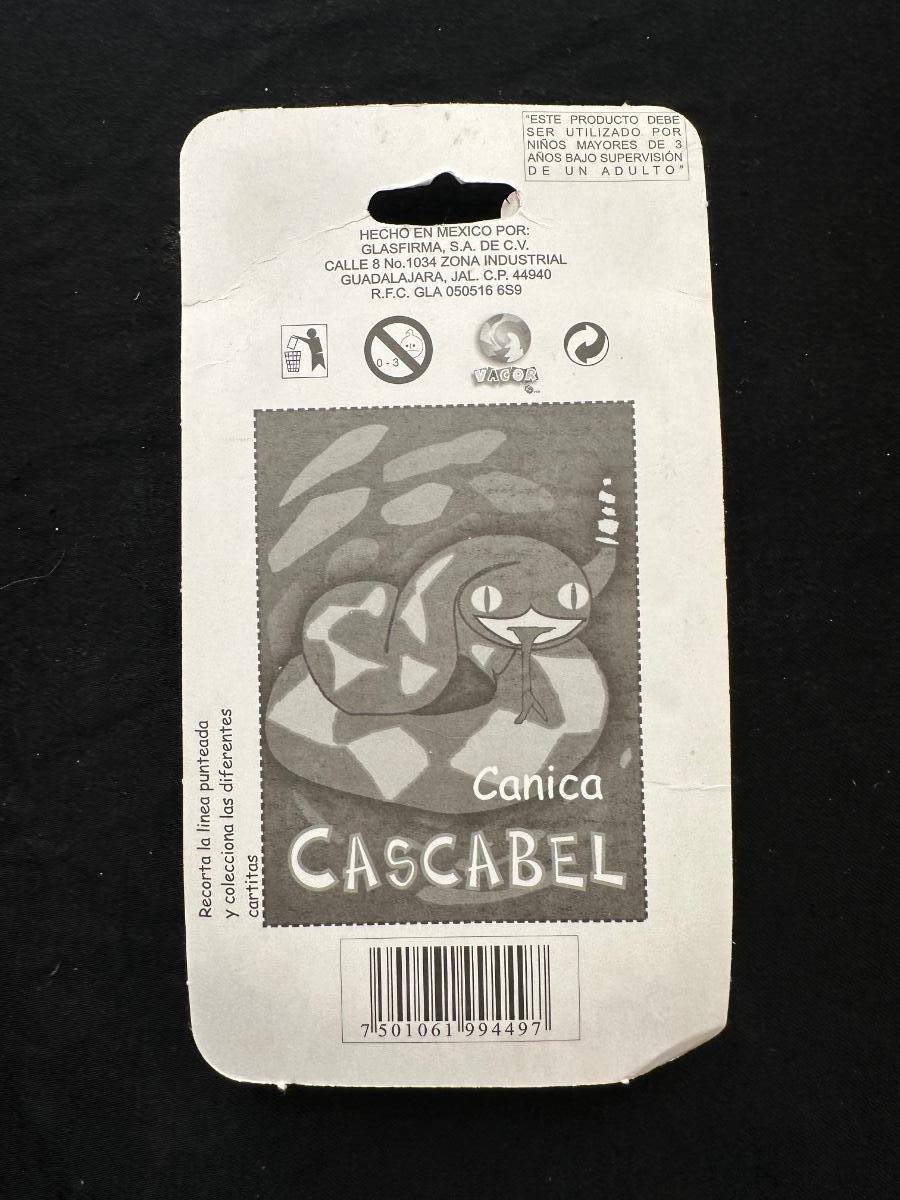 "ESTE PRODUCTO DEBE
SER UTILIZADO POR
NIÑOS MAYORES DE 3
AÑOS BAJO SUPERVISIÓN
DE UN ADULTO"
HECHO EN MEXICO POR:
GLASFIRMA, S.A. DE C.V.
CALLE 8 No.1034 ZONA INDUSTRIAL
GUADALAJARA, JAL. C.P. 44940
R.F.C. GLA 050516 6S9
0-3
VACOR
Recorta la linea punteada
y colecciona las diferentes
cartitas
Canica
CASCABEL
7 501061 994497